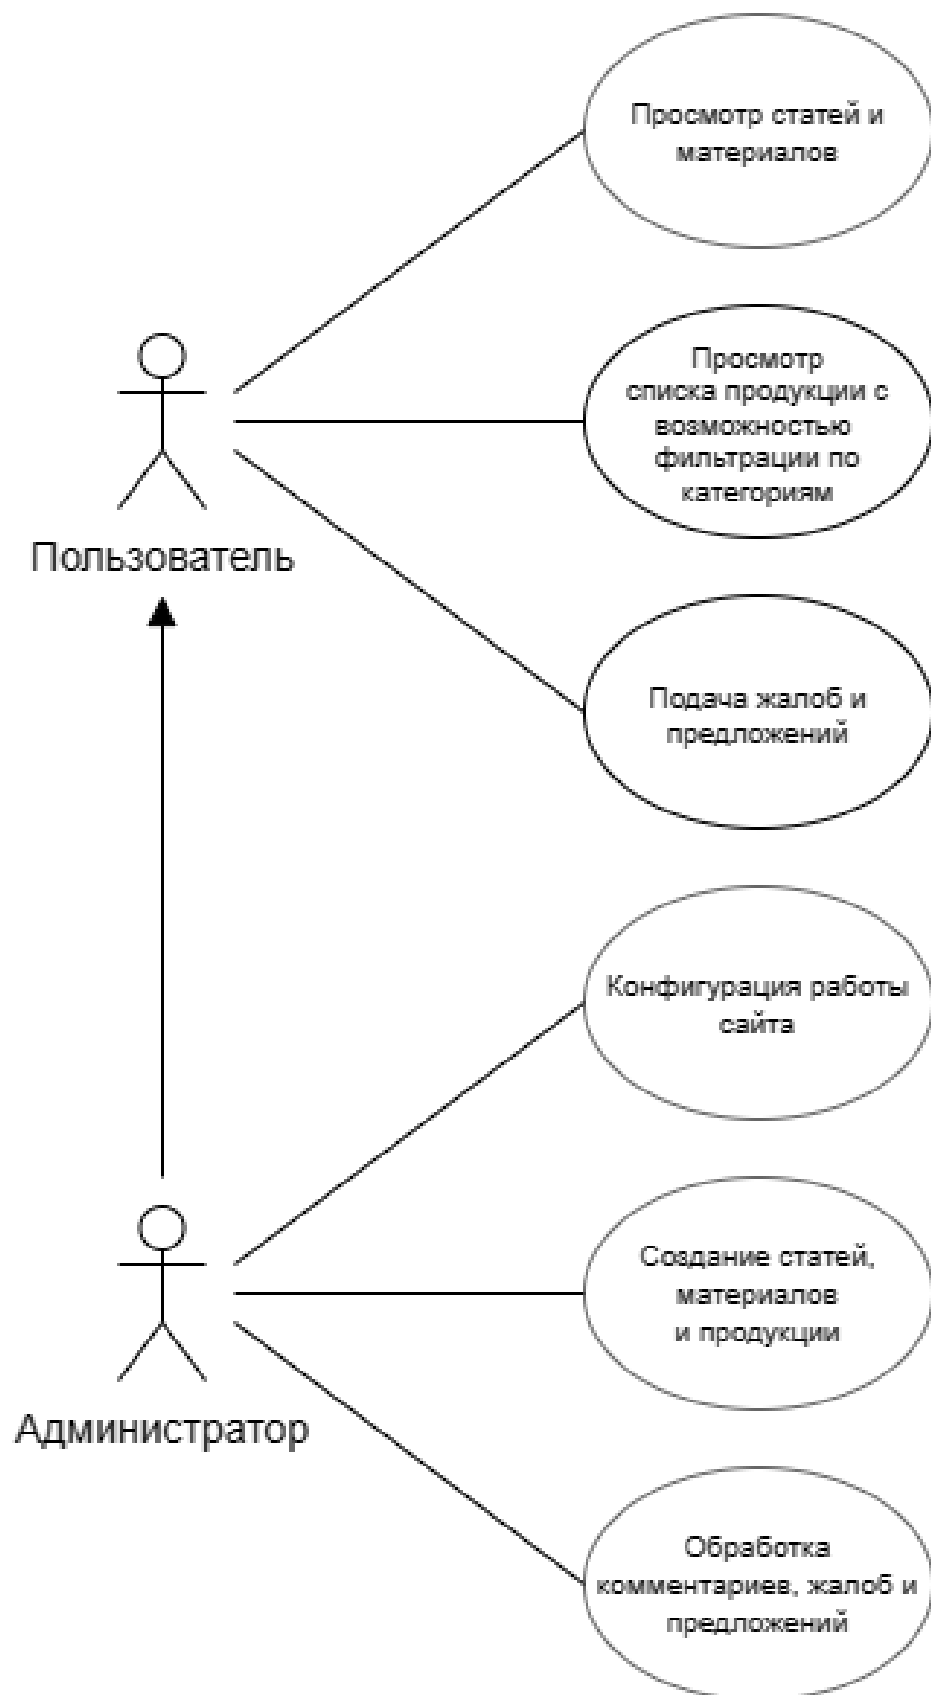 Просмотр статей и
материалов
Просмотр
списка продукции с
возможностью
фильтрации по
категориям
Пользователь
Подача жалоб и
предложений
Конфигурация работы
сайта
Создание статей,
материалов
и продукции
Администратор
Обработка
комментариев, жалоб и
предложений